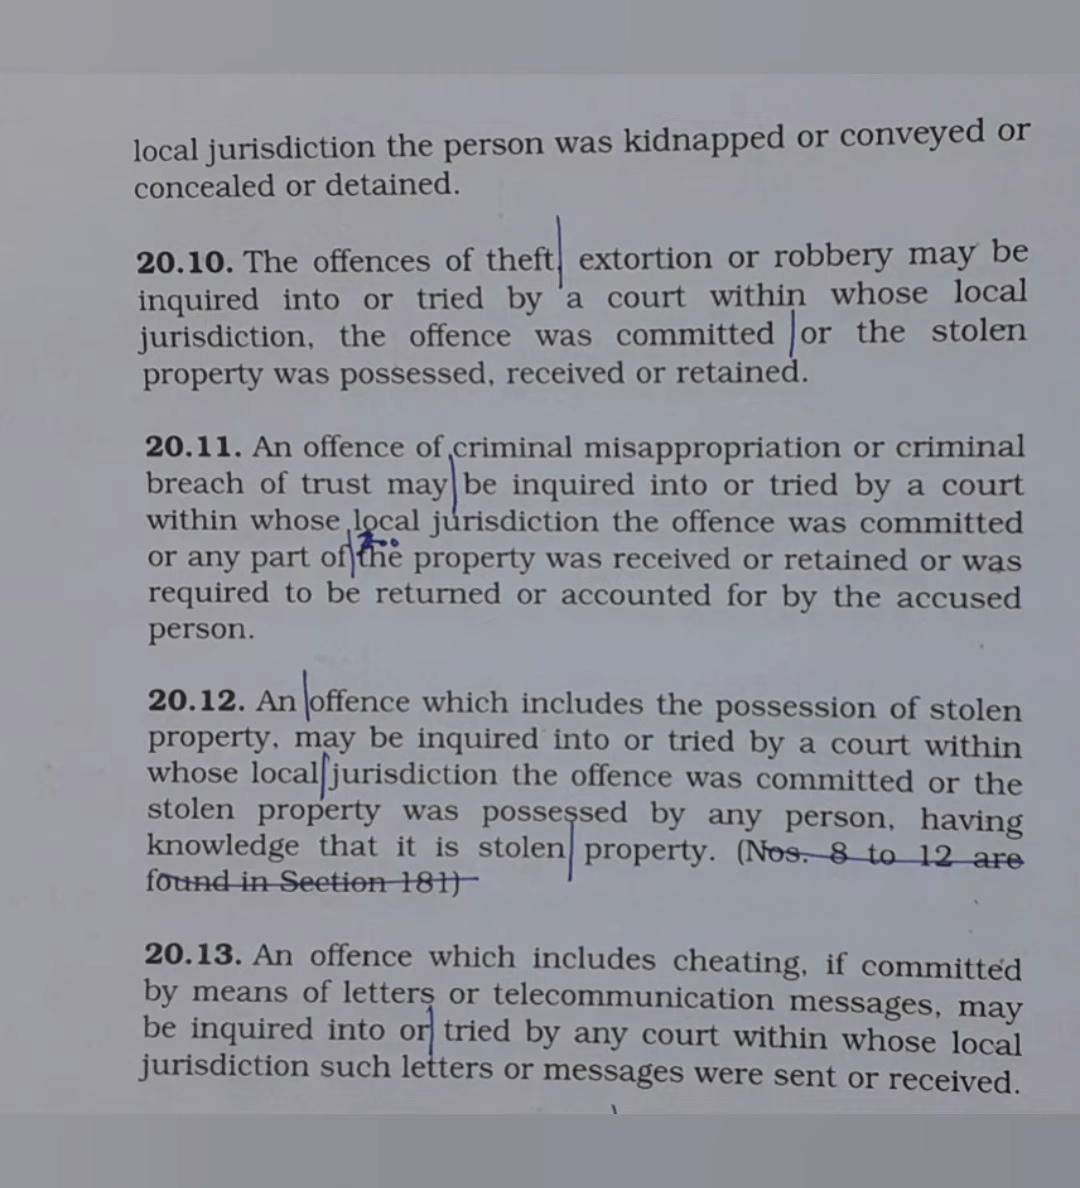 local jurisdiction the person was kidnapped or conveyed or
concealed or detained.
20.10. The offences of theft, extortion or robbery may be
inquired into or tried by a court within whose local
jurisdiction, the offence was committed or the stolen
property was possessed, received or retained.
20.11. An offence of criminal misappropriation or criminal
breach of trust may be inquired into or tried by a court
within whose local jurisdiction the offence was committed
or any part of the property was received or retained or was
required to be returned or accounted for by the accused
person.
20.12. An offence which includes the possession of stolen
property, may be inquired into or tried by a court within
whose local jurisdiction the offence was committed or the
stolen property was possessed by any person, having
knowledge that it is stolen property. (Nos. 8 to 12 are
found in Section 181)
20.13. An offence which includes cheating, if committed
by means of letters or telecommunication messages, may
be inquired into or tried by any court within whose local
jurisdiction such letters or messages were sent or received.